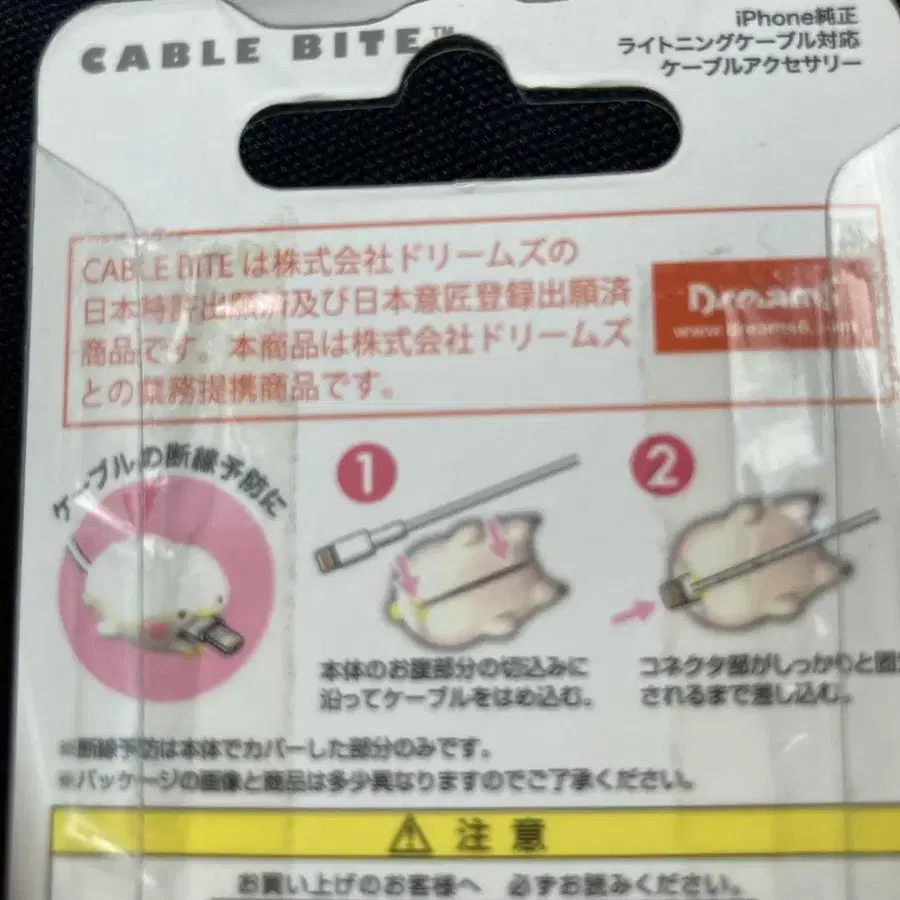 CABLE BITE™
iPhone純正
ライトニングケーブル対応
ケーブルアクセサリー
CABLE BITE は株式会社ドリームズの
日本特許出願済及び日本意匠登録出願済
商品です。本商品は株式会社ドリームズ
との業務提携商品です。
Dreams
www.dreams6.com
ケーブルの断線予防に
1
2
本体のお腹部分の切込みに
沿ってケーブルをはめ込む。
コネクタ部がしっかりと固
されるまで差し込む。
※断線予防は本体でカバーした部分のみです。
※パッケージの画像と商品は多少異なりますのでご了承ください。
注意
お買い上げのお客様へ 必ずお読みください。